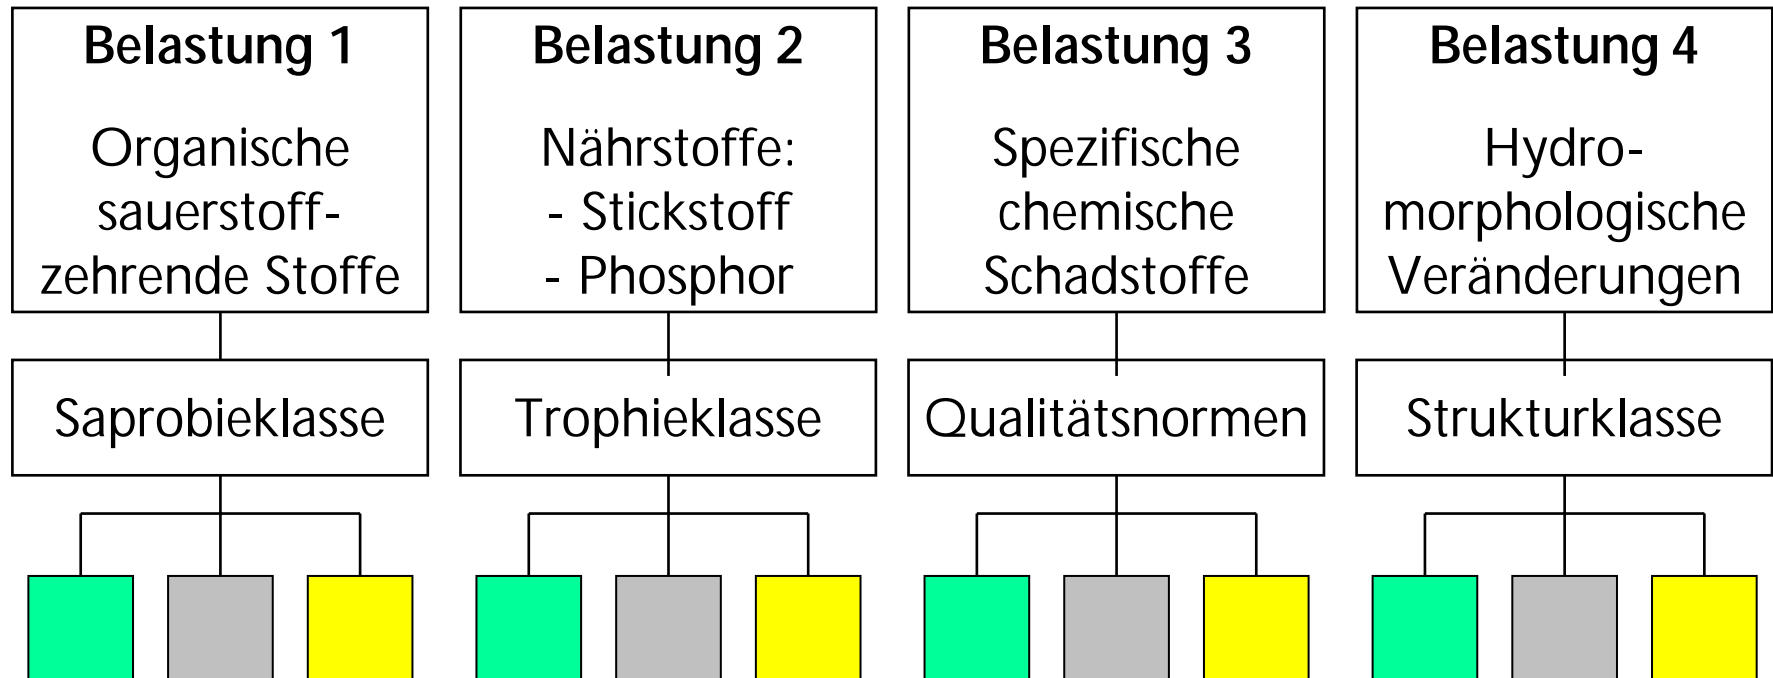 Belastung 1
Organische
sauerstoff-
zehrende Stoffe
Saprobieklasse
Belastung 2
Nährstoffe:
- Stickstoff
- Phosphor
Trophieklasse
Belastung 3
Spezifische
chemische
Schadstoffe
Qualitätsnormen
Belastung 4
Hydro-
morphologische
Veränderungen
Strukturklasse